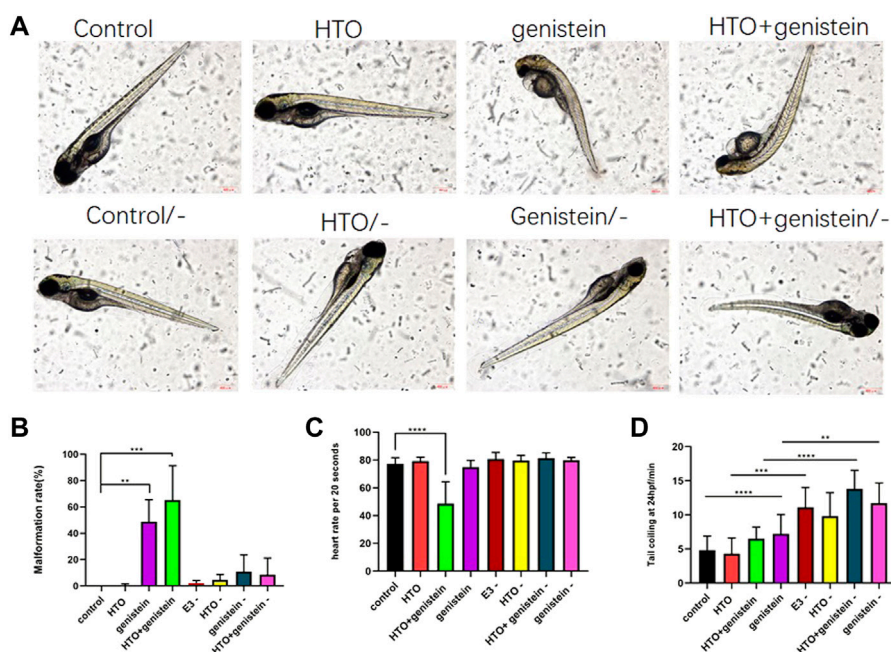 A
Control
HTO
genistein
HTO+genistein
Control/-
HTO/-
Genistein/-
HTO+genistein/-
B
Malformation rate(%)
100
80
60
40
20
0
***
**
control
HTO
genistein
HTO+genistein
E3 -
HTO-
genistein-
HTO+genistein -
C
heart rate per 20 seconds
100
80
60
40
20
0
****
control
HTO
HTO+genistein
genistein
E3 -
HTO-
HTO+ genistein -
genistein-
D
Tail coiling at 24hpf/min
20
15
10
5
0
**
****
***
****
control
HTO
HTO+genistein
genistein
E3 -
HTO-
HTO+genistein -
genistein-